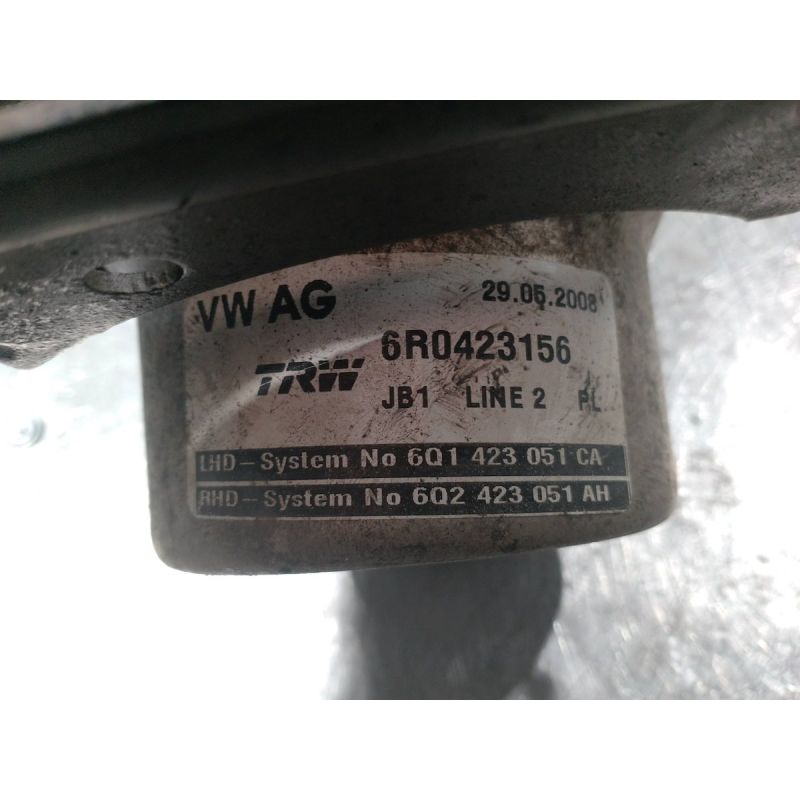 VW AG 29.05.2008
TRW 6R0423156
JB1 LINE 2 PL
LHD-System No 6Q1 423 051 CA
RHD-System No 6Q2 423 051 AH